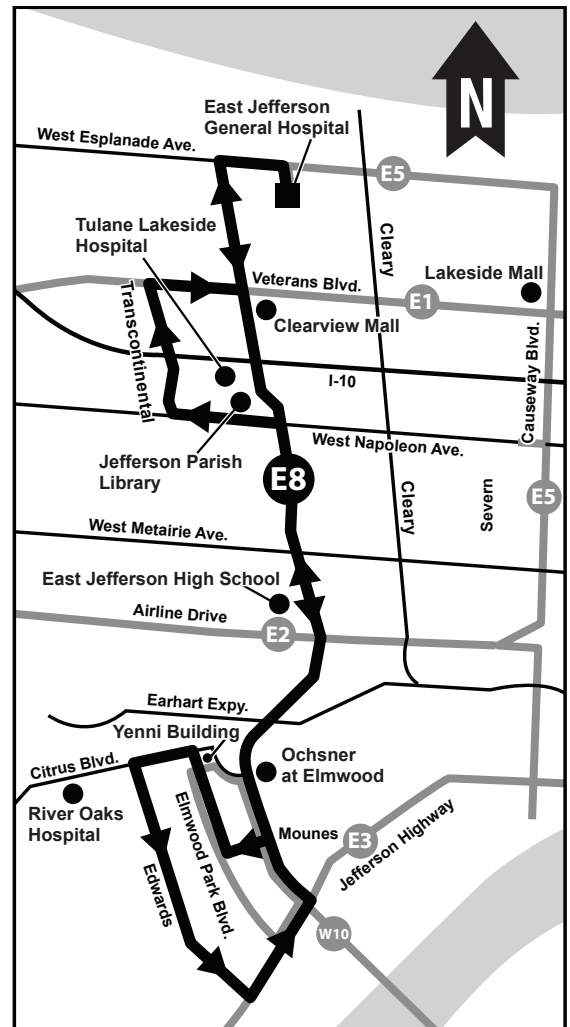 N
East Jefferson
General Hospital
West Esplanade Ave.
E5
Tulane Lakeside
Hospital
Cleary
Lakeside Mall
Veterans Blvd.
E1
Transcontinental
Clearview Mall
Causeway Blvd.
I-10
West Napoleon Ave.
Jefferson Parish
Library
E8
Cleary
Severn
E5
West Metairie Ave.
East Jefferson High School
Airline Drive
E2
Earhart Expy.
Yenni Building
Citrus Blvd.
Ochsner
at Elmwood
River Oaks
Hospital
Elmwood Park Blvd.
Mounes
E3
Jefferson Highway
Edwards
W10